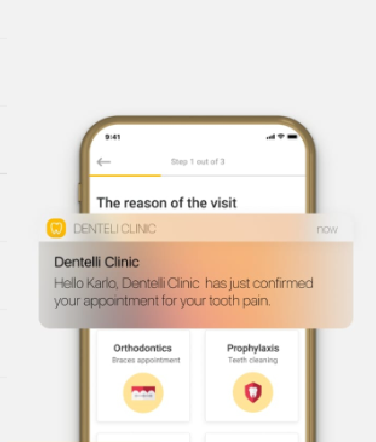 9:41
Step 1 out of 3
The reason of the visit
DENTELI CLINIC
now
Dentelli Clinic
Hello Karlo, Dentelli Clinic has just confirmed
your appointment for your tooth pain.
Orthodontics
Braces appointment
Prophylaxis
Teeth cleaning